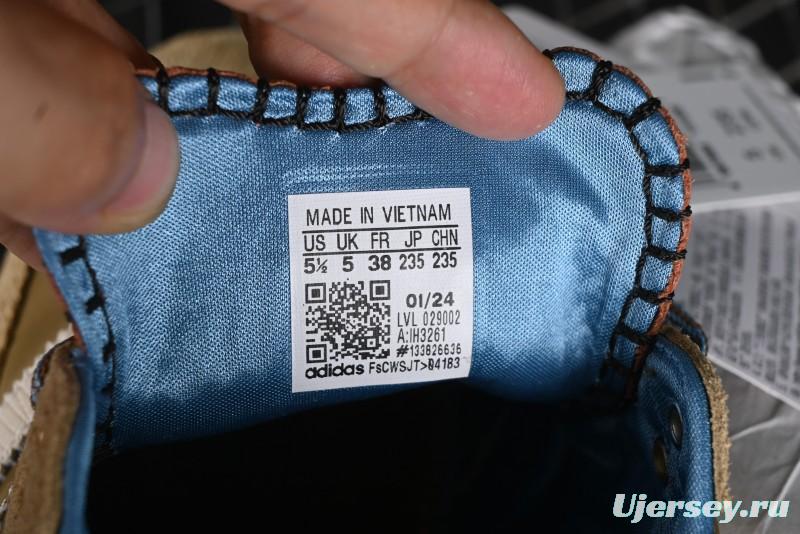 MADE IN VIETNAM
US UK FR JP CHN
5½ 5 38 235 235
01/24
LVL 029002
A:IH3261
#133826636
adidas FsCWSJT>04183
Ujersey.ru